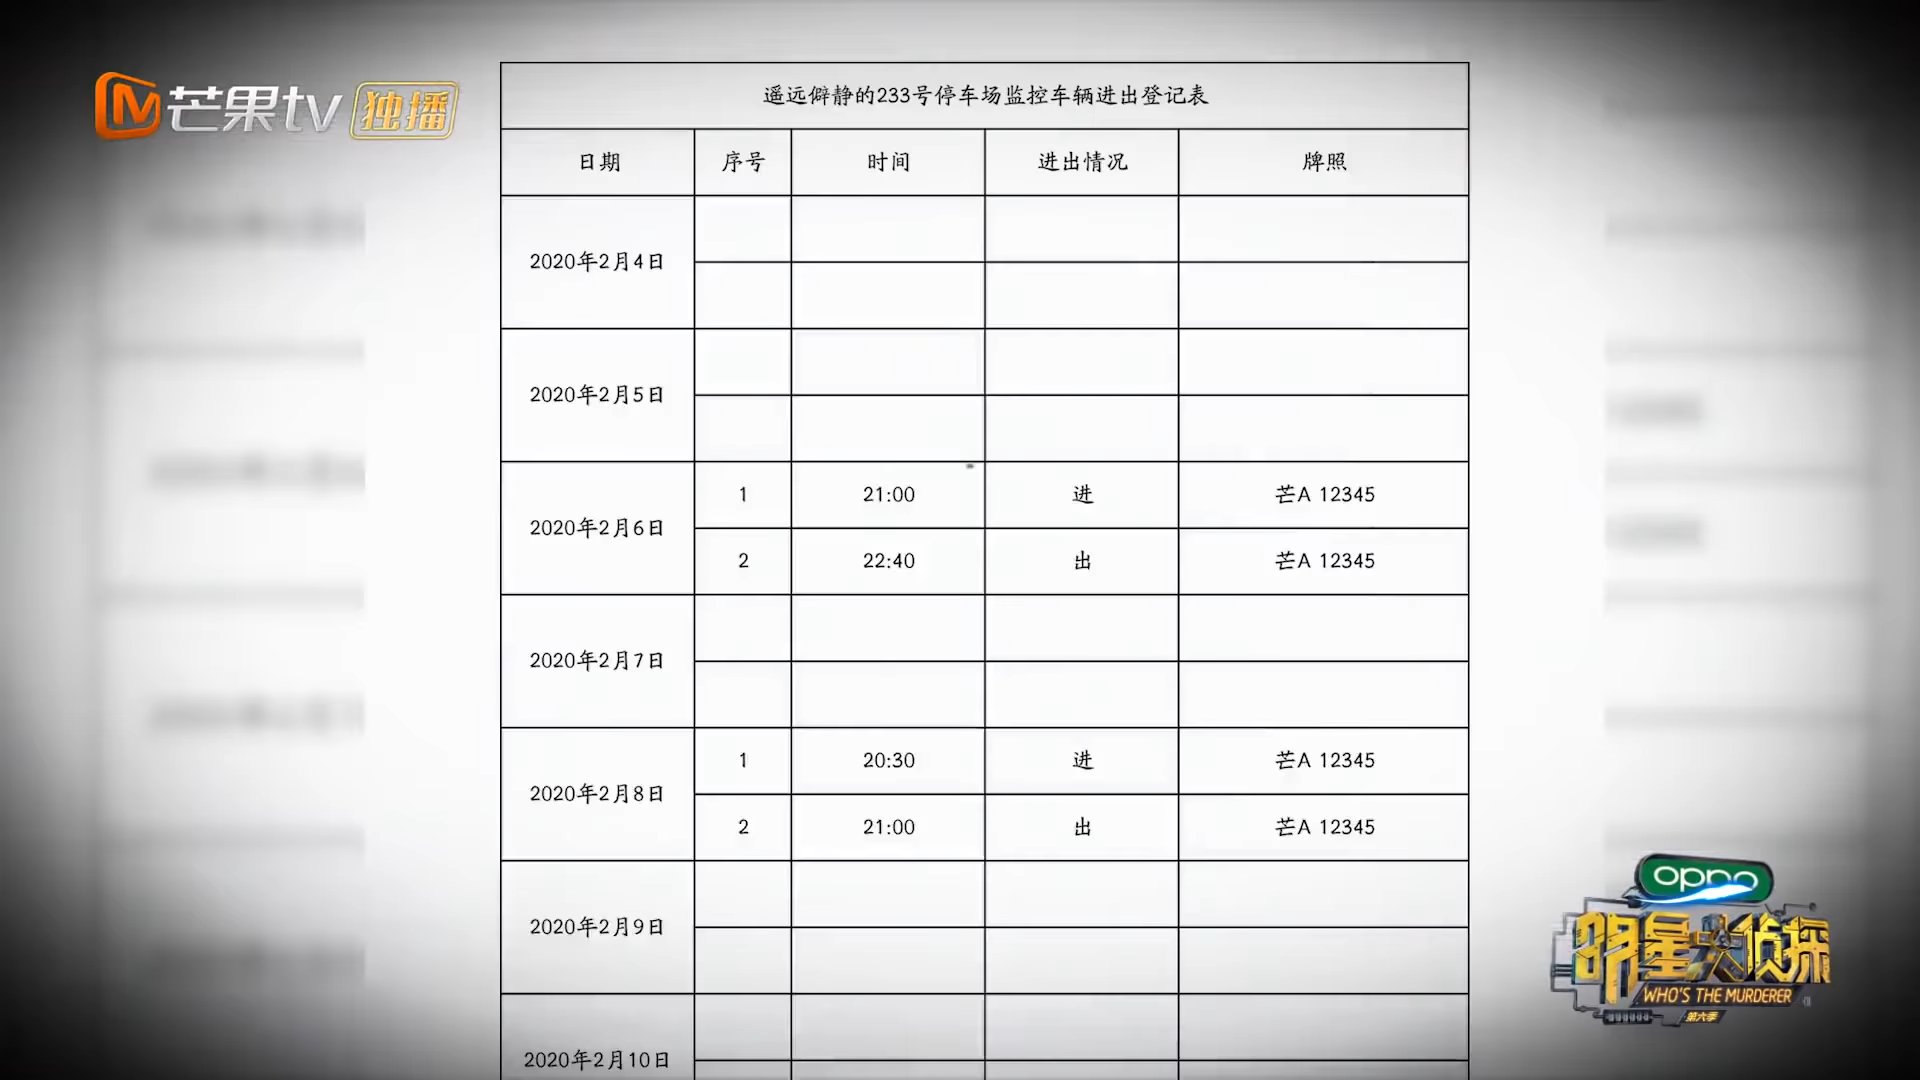 芒果tv 独播
遥远僻静的233号停车场监控车辆进出登记表
日期 序号 时间 进出情况 牌照
2020年2月4日
2020年2月5日
2020年2月6日
1 21:00 进 芒A 12345
2 22:40 出 芒A 12345
2020年2月7日
2020年2月8日
1 20:30 进 芒A 12345
2 21:00 出 芒A 12345
2020年2月9日
2020年2月10日
oppo
明星大侦探
WHO'S THE MURDERER
第六季